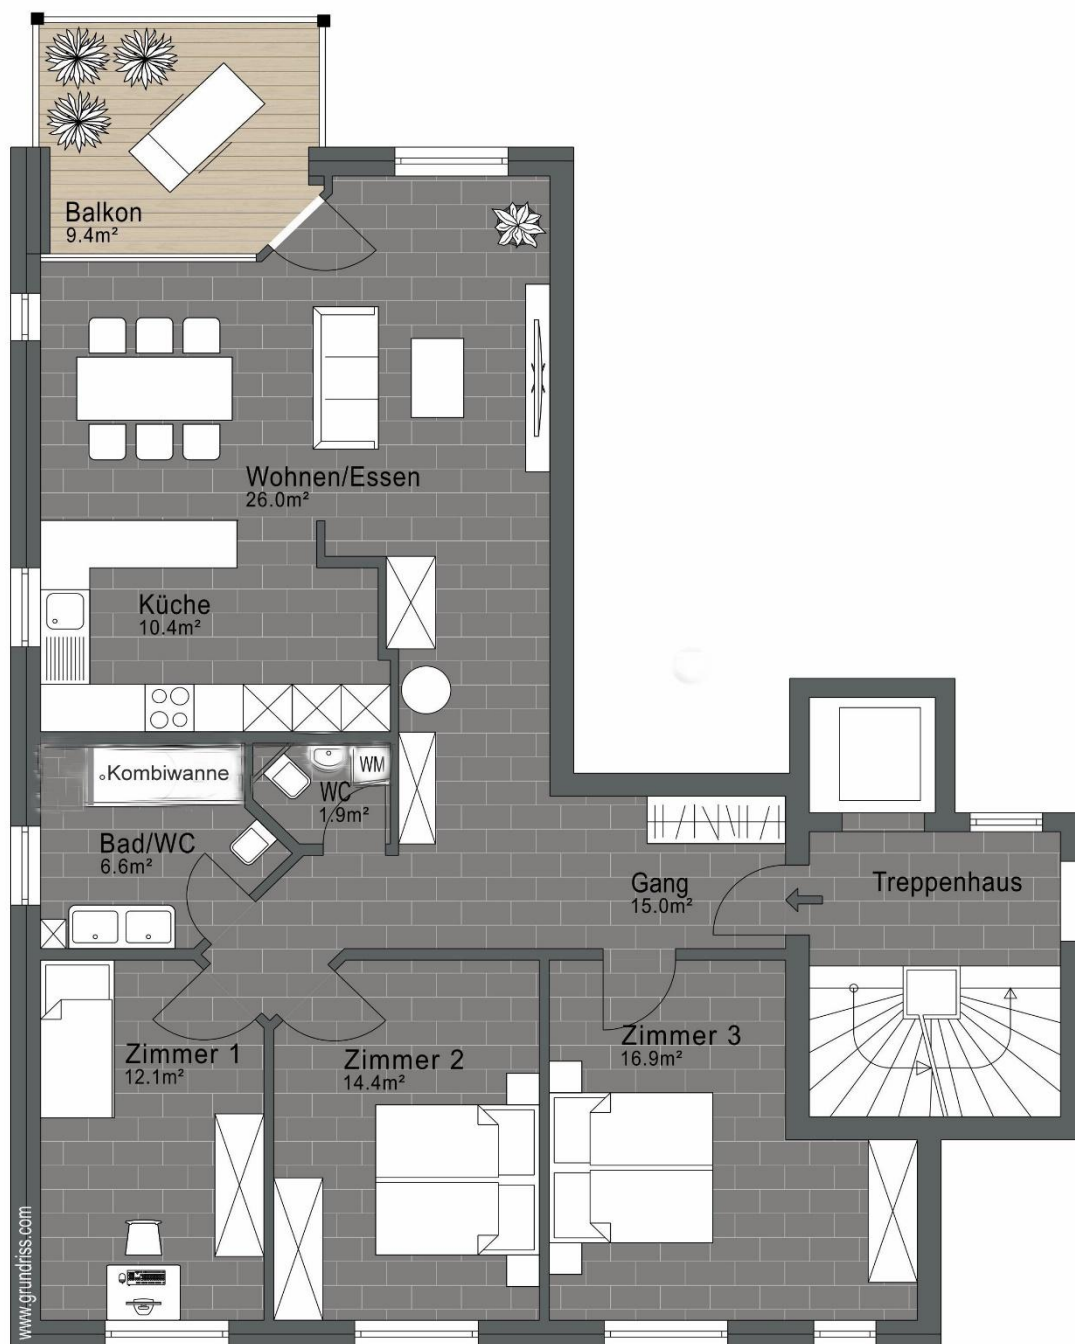 Balkon
9.4m²
Wohnen/Essen
26.0m²
Küche
10.4m²
Kombiwanne
WM
WC
1.9m²
Bad/WC
6.6m²
Gang
15.0m²
Treppenhaus
Zimmer 1
12.1m²
Zimmer 2
14.4m²
Zimmer 3
16.9m²
www.grundriss.com